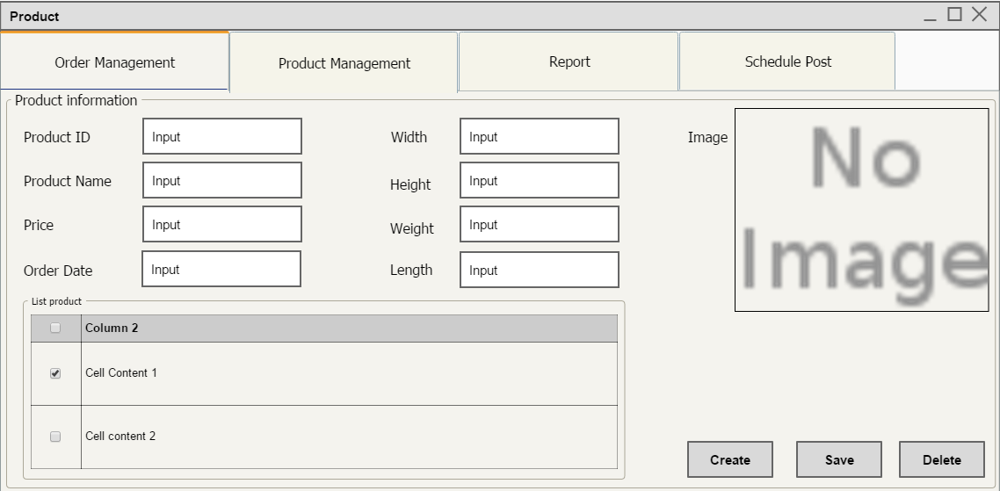 Product
Order Management Product Management Report Schedule Post
Product information
Product ID Input Width Input Image
No
Image
Product Name Input Height Input
Price Input Weight Input
Order Date Input Length Input
List product
Column 2
Cell Content 1
Cell content 2
Create Save Delete